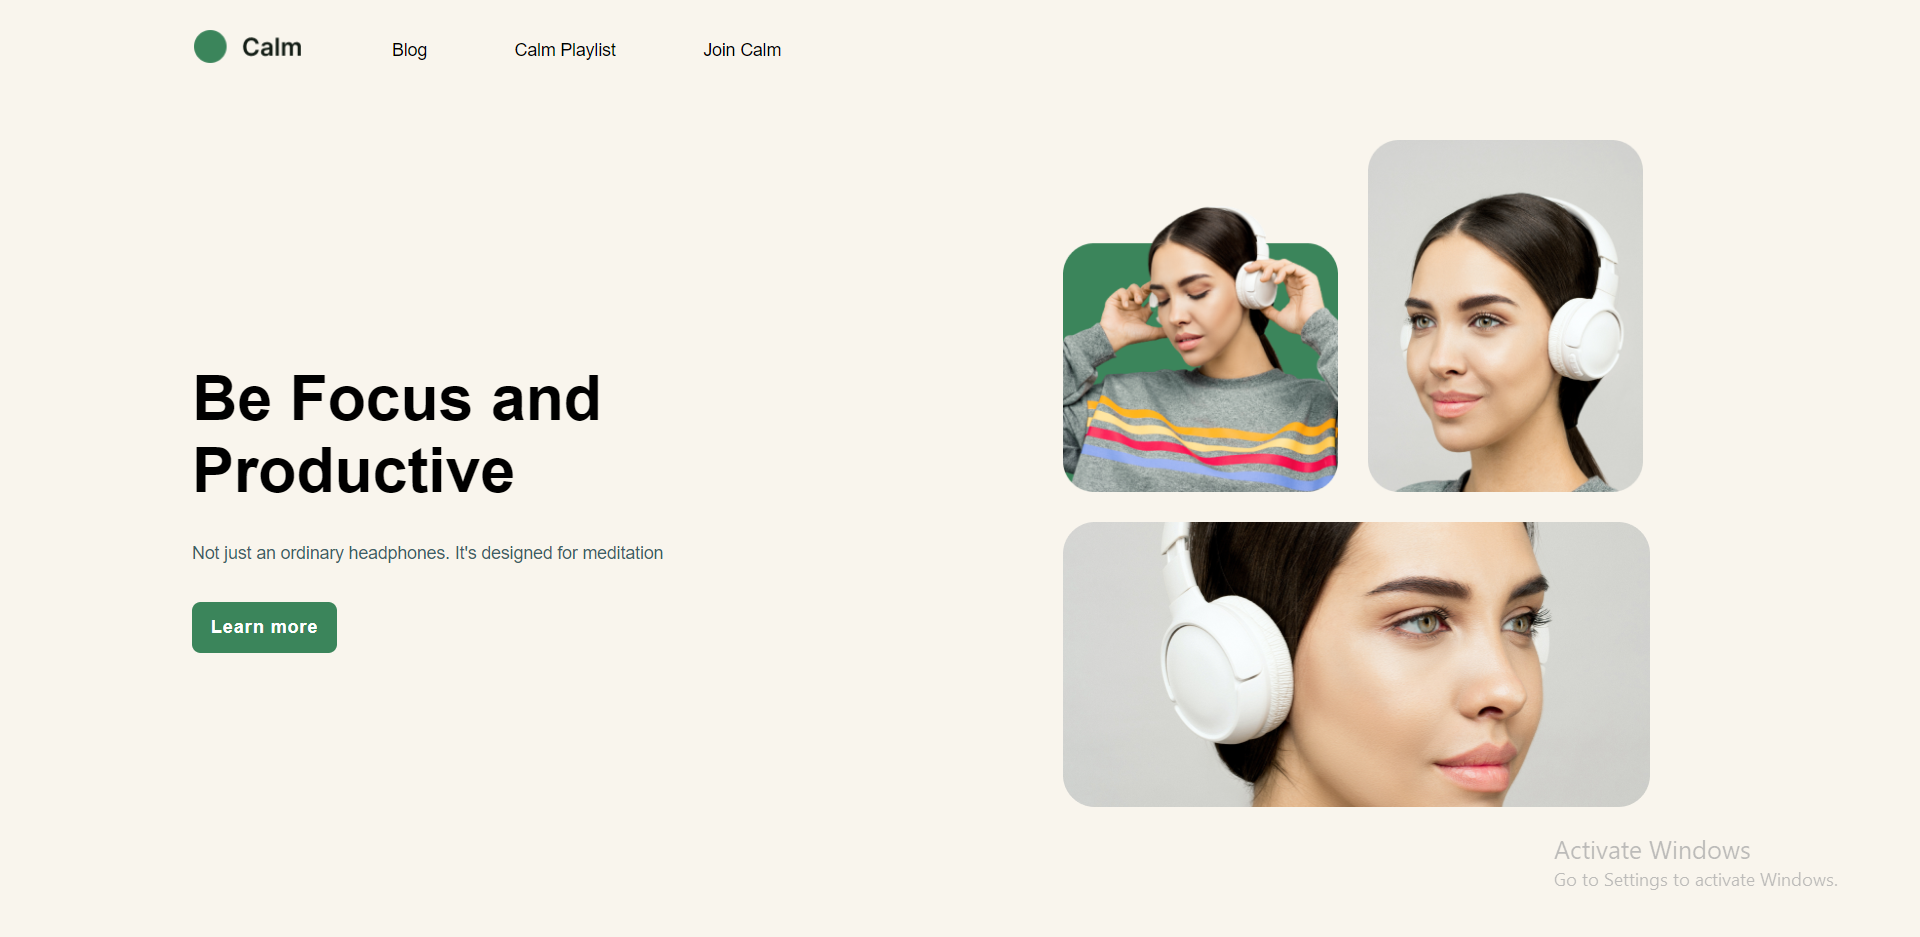 Calm
Blog
Calm Playlist
Join Calm
Be Focus and
Productive
Not just an ordinary headphones. It's designed for meditation
Learn more
Activate Windows
Go to Settings to activate Windows.